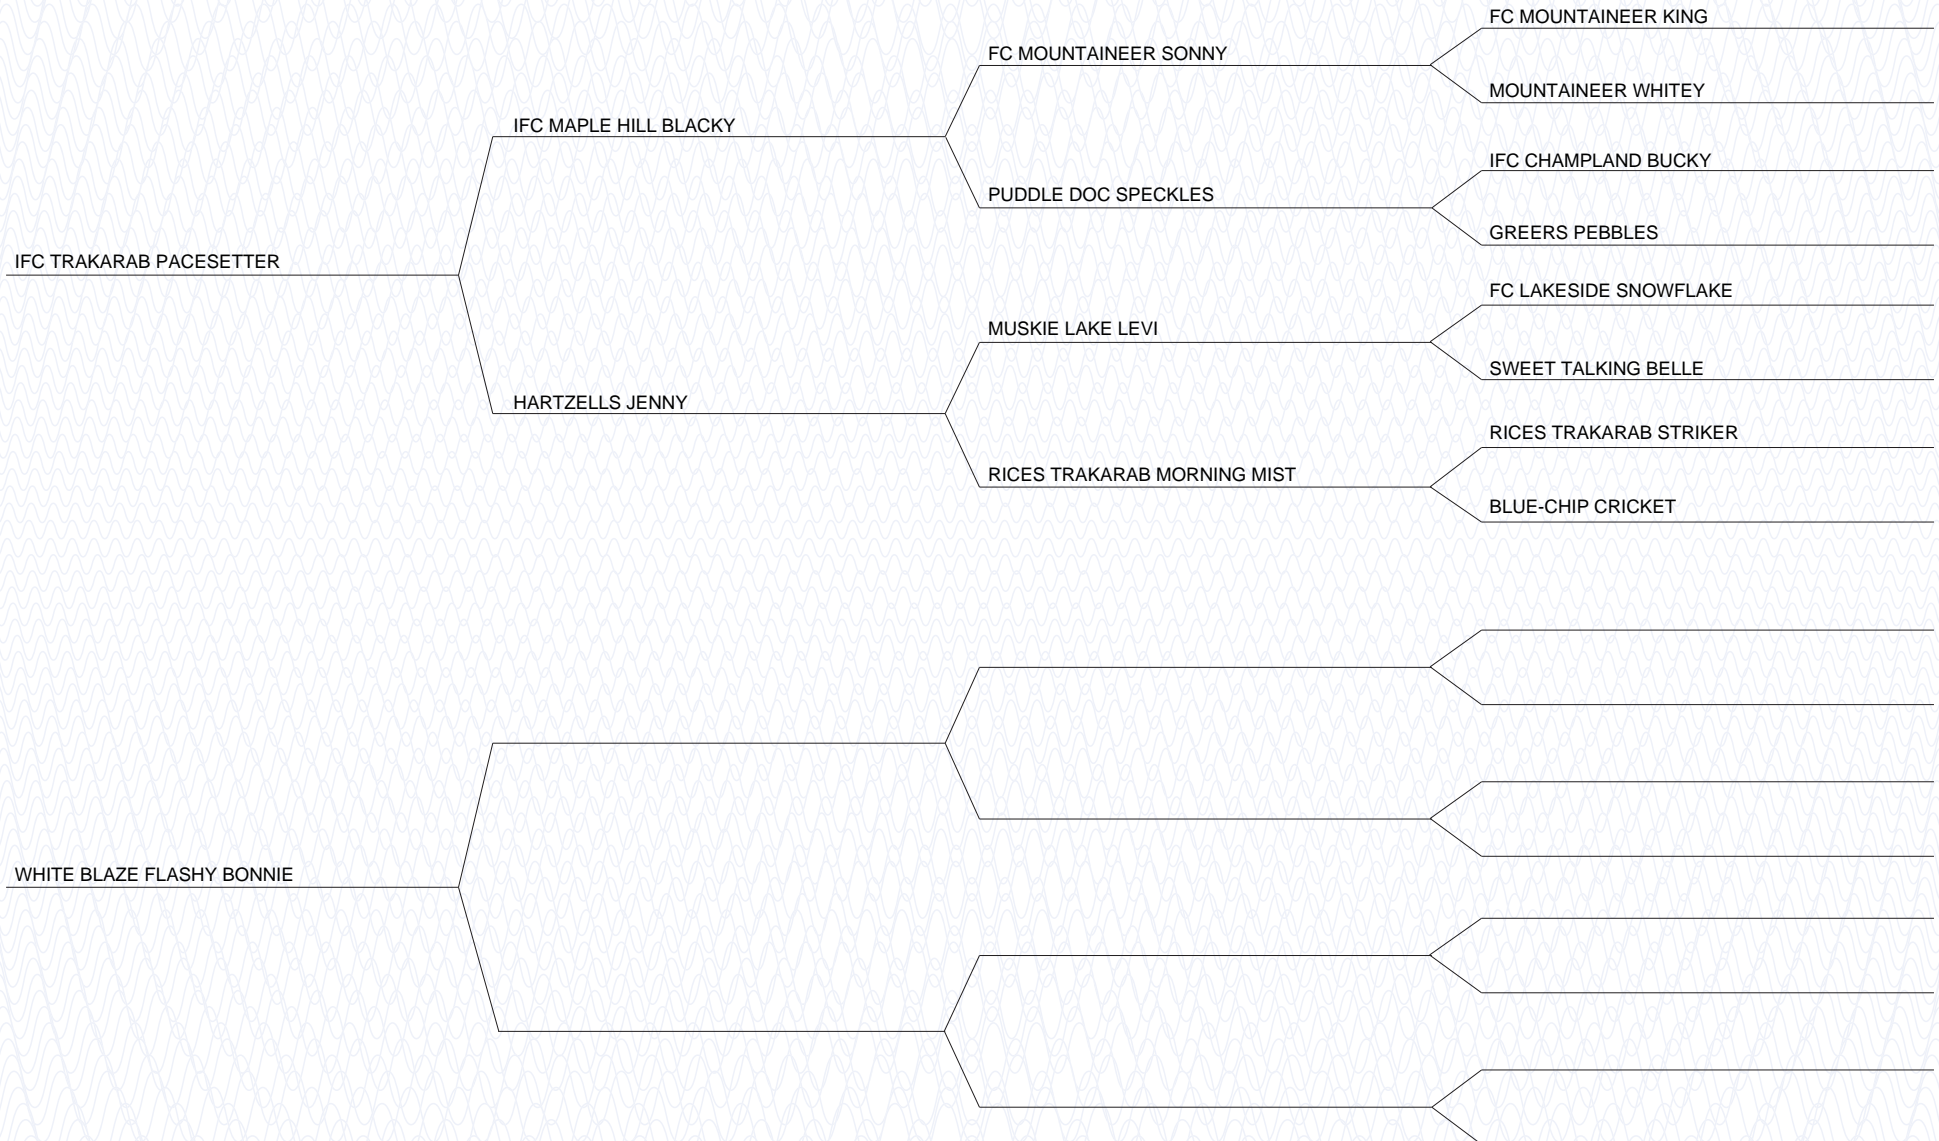 FC MOUNTAINEER KING
FC MOUNTAINEER SONNY
MOUNTAINEER WHITEY
IFC MAPLE HILL BLACKY
IFC CHAMPLAND BUCKY
PUDDLE DOC SPECKLES
GREERS PEBBLES
IFC TRAKARAB PACESETTER
FC LAKESIDE SNOWFLAKE
MUSKIE LAKE LEVI
SWEET TALKING BELLE
HARTZELLS JENNY
RICES TRAKARAB STRIKER
RICES TRAKARAB MORNING MIST
BLUE-CHIP CRICKET
WHITE BLAZE FLASHY BONNIE